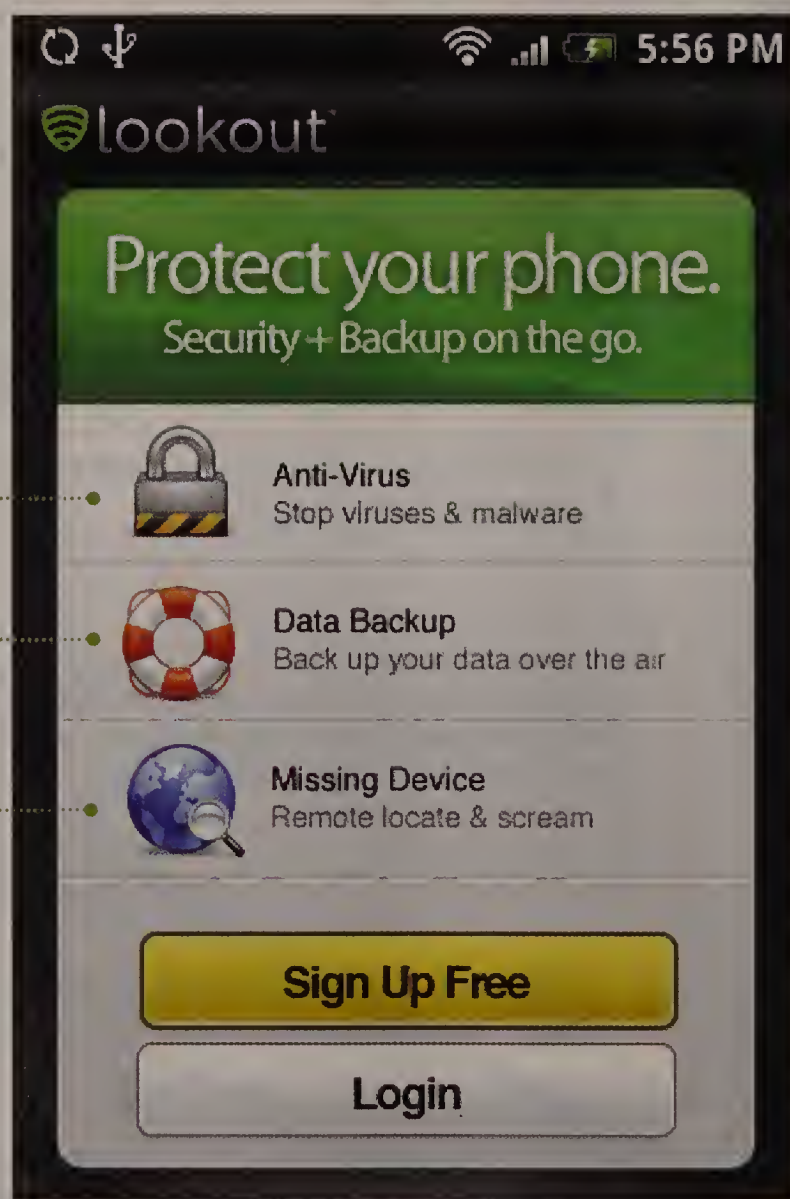 5:56 PM
lookout
Protect your phone.
Security + Backup on the go.
Anti-Virus
Stop viruses & malware
Data Backup
Back up your data over the air
Missing Device
Remote locate & scream
Sign Up Free
Login